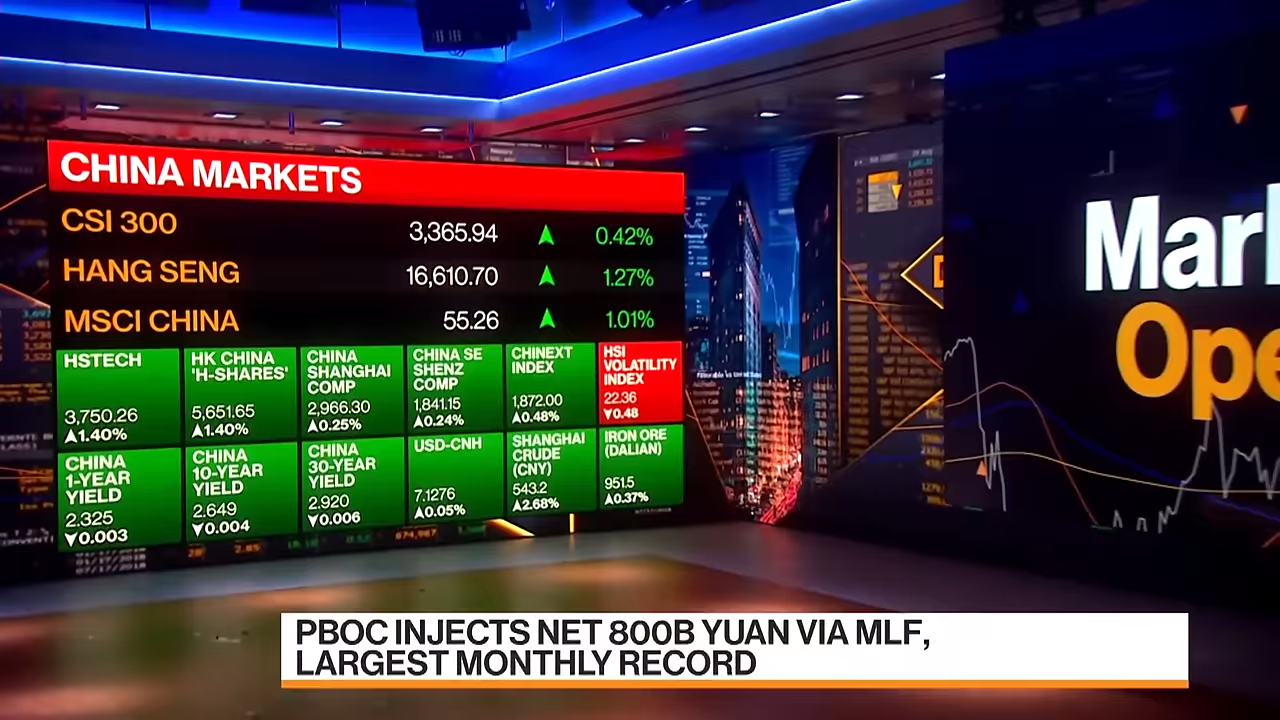 CHINA MARKETS
CSI 300 3,365.94 ▲ 0.42%
HANG SENG 16,610.70 ▲ 1.27%
MSCI CHINA 55.26 ▲ 1.01%
HSTECH
3,750.26
▲1.40%
HK CHINA
'H-SHARES'
5,651.65
▲1.40%
CHINA
SHANGHAI
COMP
2,966.30
▲0.25%
CHINA SE
SHENZ
COMP
1,841.15
▲0.24%
CHINEXT
INDEX
1,872.00
▲0.48%
HSI
VOLATILITY
INDEX
22.36
▼0.48
CHINA
1-YEAR
YIELD
2.325
▼0.003
CHINA
10-YEAR
YIELD
2.649
▼0.004
CHINA
30-YEAR
YIELD
2.920
▼0.006
USD-CNH
7.1276
▲0.05%
SHANGHAI
CRUDE
(CNY)
543.2
▲2.68%
IRON ORE
(DALIAN)
951.5
▲0.37%
Mar
Ope
PBOC INJECTS NET 800B YUAN VIA MLF,
LARGEST MONTHLY RECORD